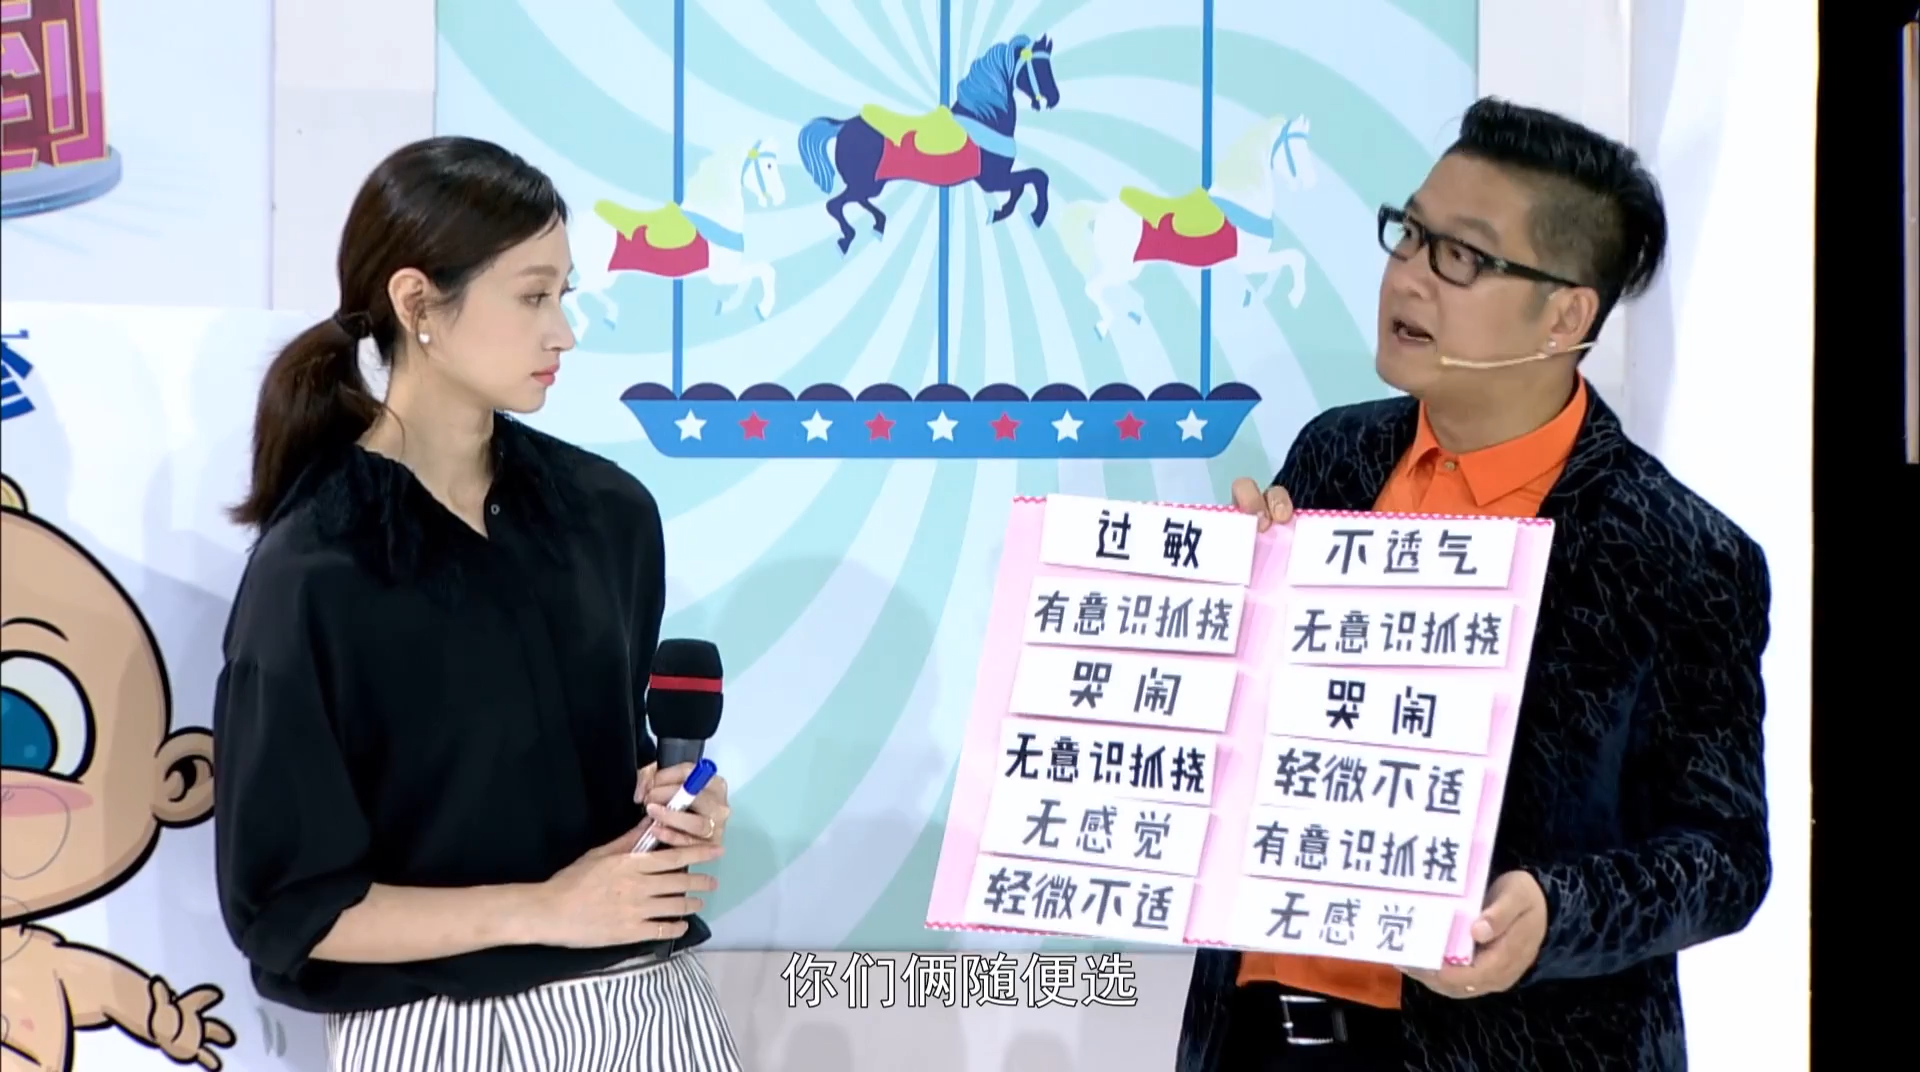 过敏
不透气
有意识抓挠
无意识抓挠
哭闹
哭闹
无意识抓挠
轻微不适
无感觉
有意识抓挠
轻微不适
无感觉
你们俩随便选